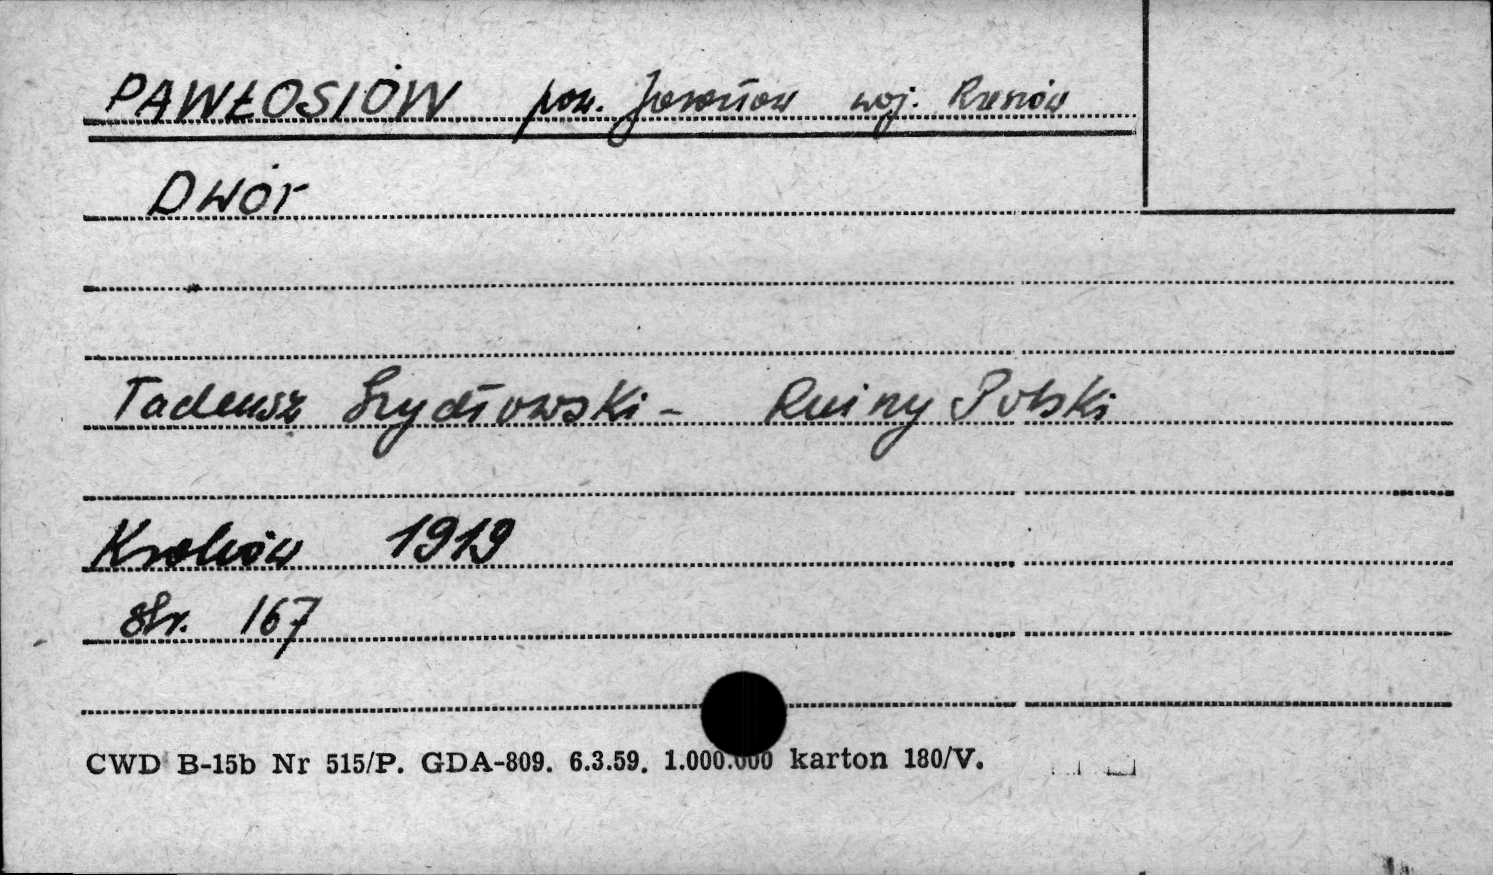 PAWŁOSIÓW pow. Jarosław woj. Rzeszów
Dwór
Tadeusz Szydłowski - Ruiny Polski
Kraków 1919
str. 167
CWD B-15b Nr 515/P. GDA-809. 6.3.59. 1.000.000 karton 180/V.